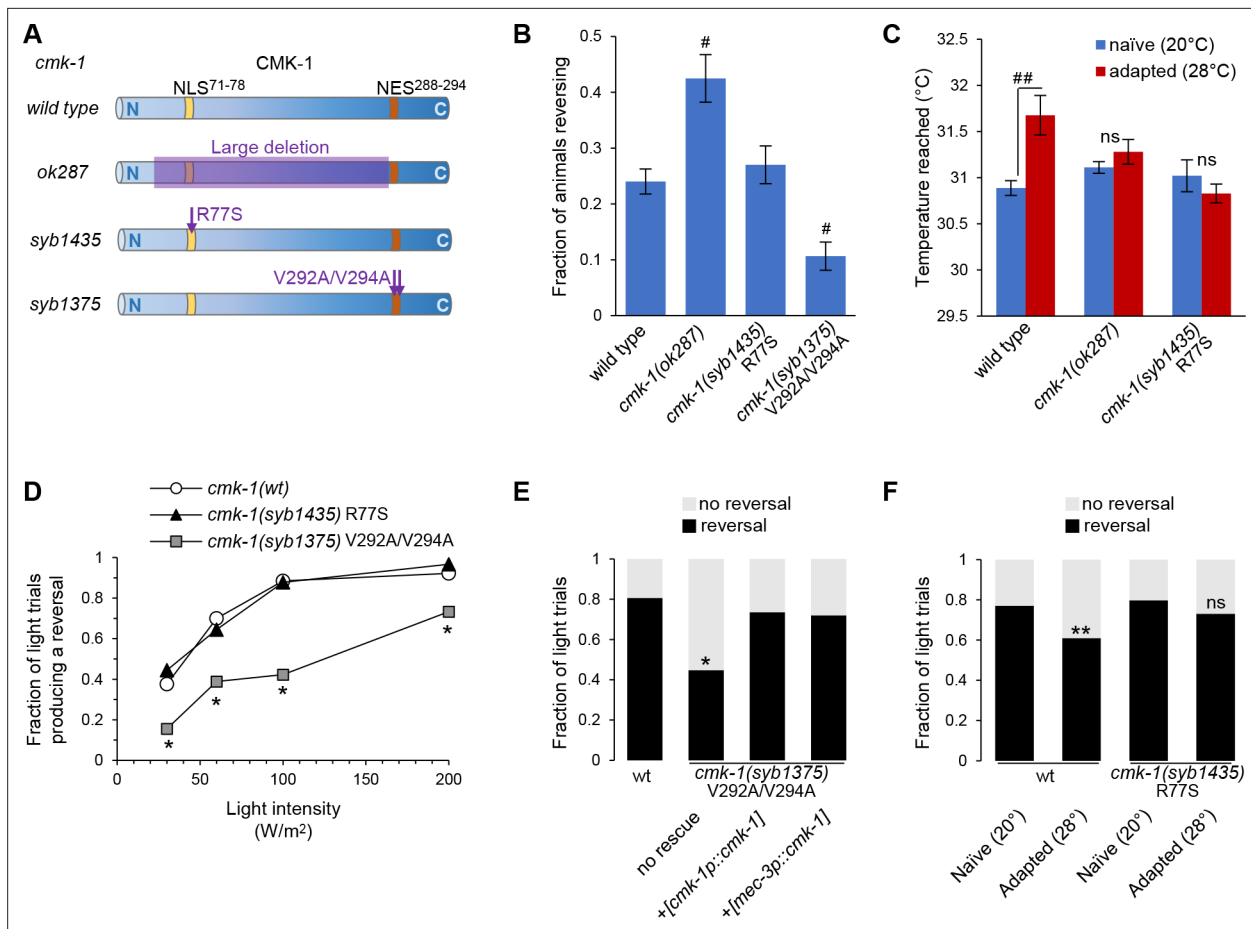 A
cmk-1
CMK-1
NLS71-78
NES288-294
wild type
N
C
Large deletion
ok287
R77S
syb1435
N
C
V292A/V294A
syb1375
N
C
B
Fraction of animals reversing
0.5
0.4
0.3
0.2
0.1
0
#
#
wild type
cmk-1(ok287)
cmk-1(syb1435)
R77S
cmk-1(syb1375)
V292A/V294A
C
naïve (20°C)
adapted (28°C)
Temperature reached (°C)
32.5
32
31.5
31
30.5
30
29.5
##
ns
ns
wild type
cmk-1(ok287)
cmk-1(syb1435)
R77S
D
cmk-1(wt)
cmk-1(syb1435) R77S
cmk-1(syb1375) V292A/V294A
Fraction of light trials
producing a reversal
1
0.8
0.6
0.4
0.2
0
*
*
*
*
0
50
100
150
200
Light intensity
(W/m²)
E
no reversal
reversal
Fraction of light trials
1
0.8
0.6
0.4
0.2
0
*
wt
cmk-1(syb1375)
V292A/V294A
no rescue
+[cmk-1p::cmk-1]
+[mec-3p::cmk-1]
F
no reversal
reversal
Fraction of light trials
1
0.8
0.6
0.4
0.2
0
**
ns
wt
cmk-1(syb1435)
R77S
Naïve (20°)
Adapted (28°)
Naïve (20°)
Adapted (28°)